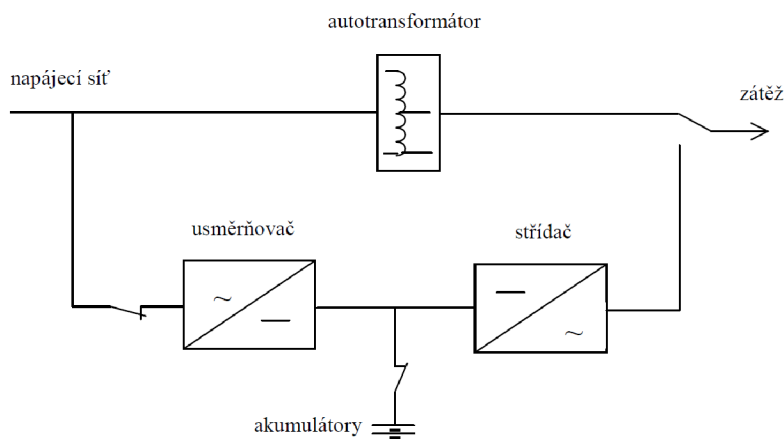 autotransformátor
napájecí síť
zátěž
usměrňovač
střídač
~
~
akumulátory